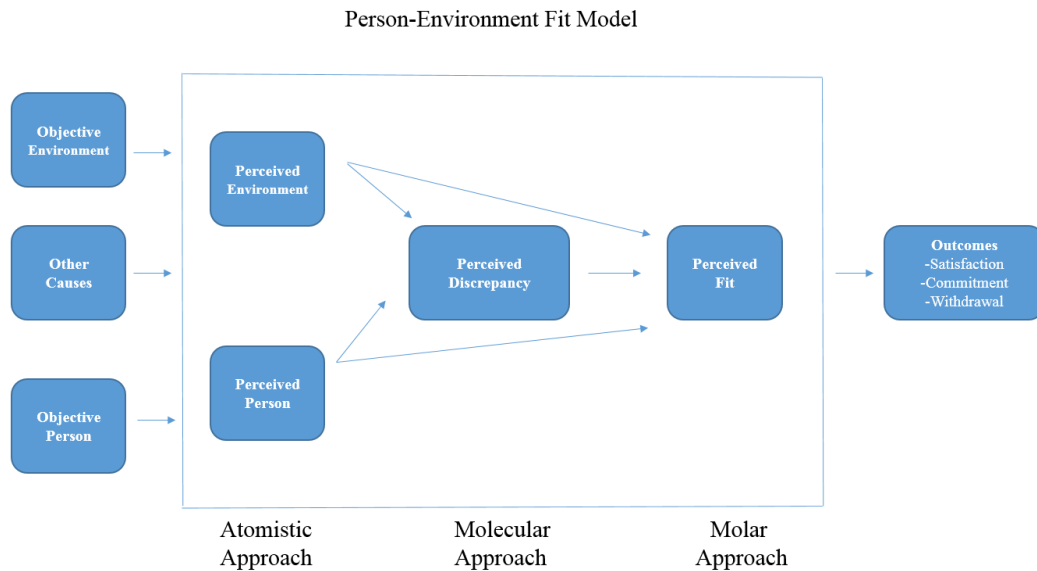 Person-Environment Fit Model
Objective
Environment
Other
Causes
Objective
Person
Perceived
Environment
Perceived
Person
Perceived
Discrepancy
Perceived
Fit
Outcomes
-Satisfaction
-Commitment
-Withdrawal
Atomistic
Approach
Molecular
Approach
Molar
Approach